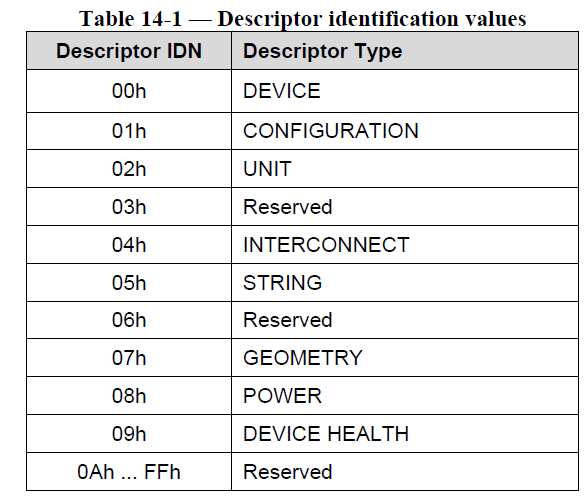 Table 14-1 — Descriptor identification values
Descriptor IDN Descriptor Type
00h DEVICE
01h CONFIGURATION
02h UNIT
03h Reserved
04h INTERCONNECT
05h STRING
06h Reserved
07h GEOMETRY
08h POWER
09h DEVICE HEALTH
0Ah ... FFh Reserved